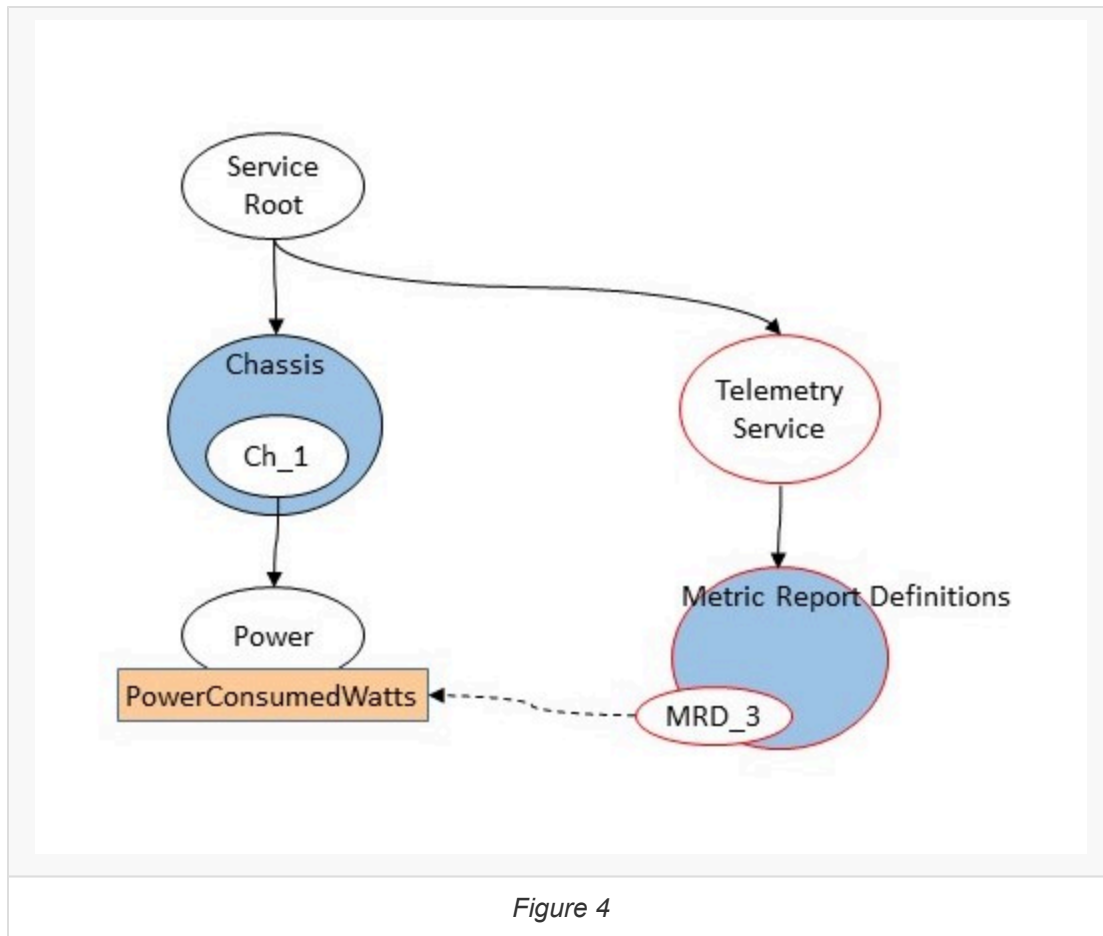 Service
Root
Chassis
Ch_1
Telemetry
Service
Power
PowerConsumedWatts
Metric Report Definitions
MRD_3
Figure 4